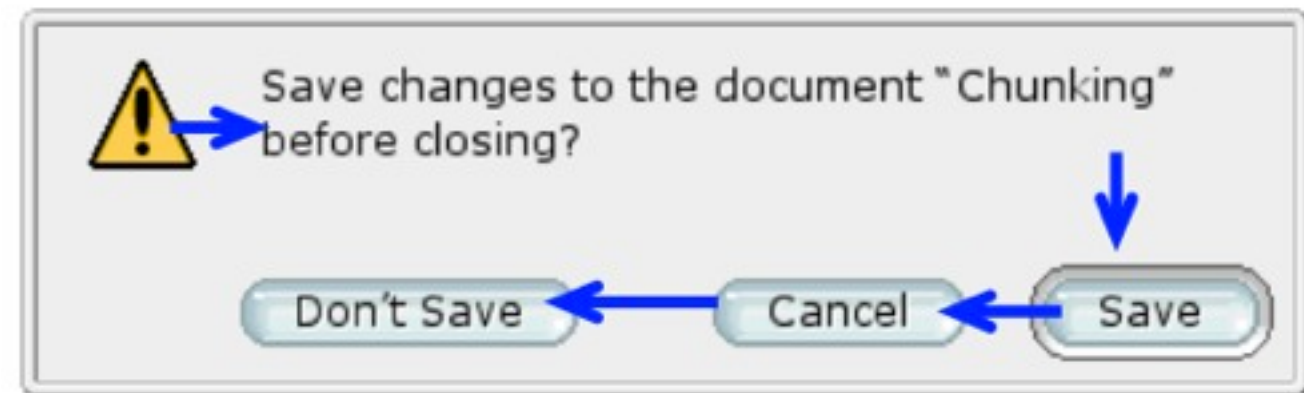 Save changes to the document “Chunking”
before closing?
Don't Save Cancel Save